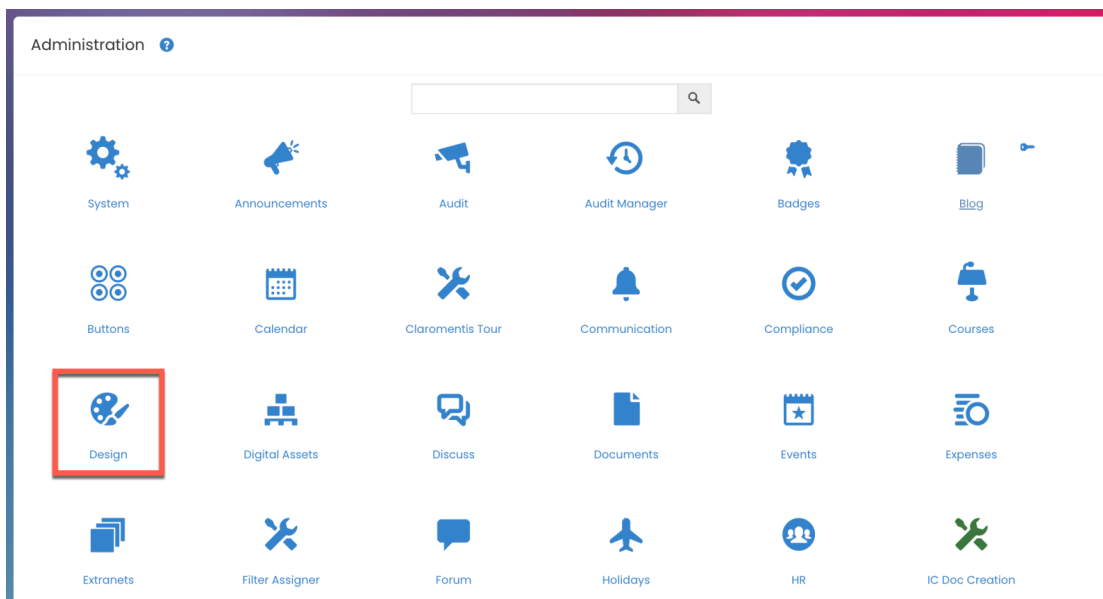 Administration ?
System Announcements Audit Audit Manager Badges Blog
Buttons Calendar Claromentis Tour Communication Compliance Courses
Design Digital Assets Discuss Documents Events Expenses
Extranets Filter Assigner Forum Holidays HR IC Doc Creation